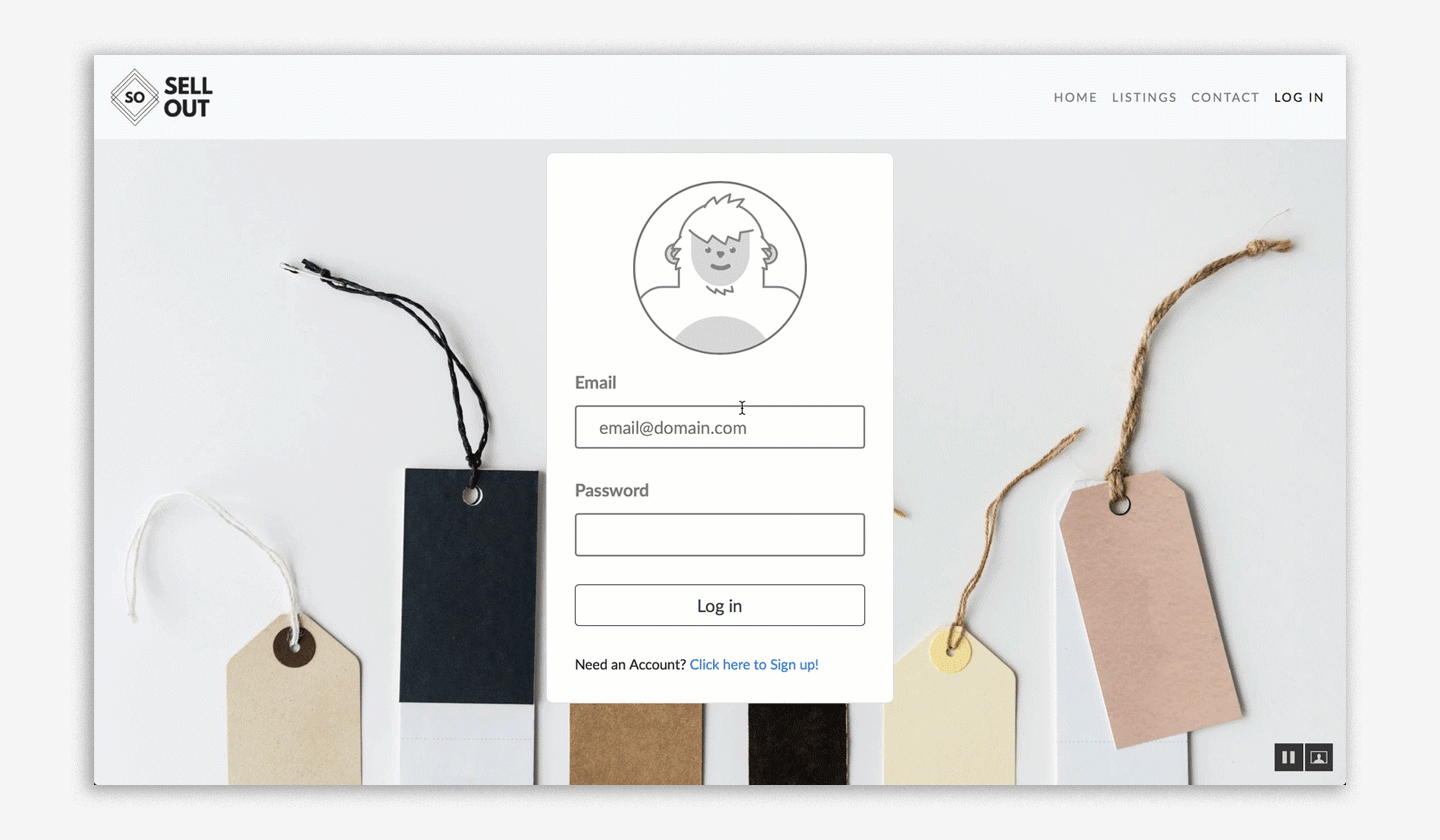 SO
SELL
OUT
HOME LISTINGS CONTACT LOG IN
Email
email@domain.com
Password
Log in
Need an Account? Click here to Sign up!